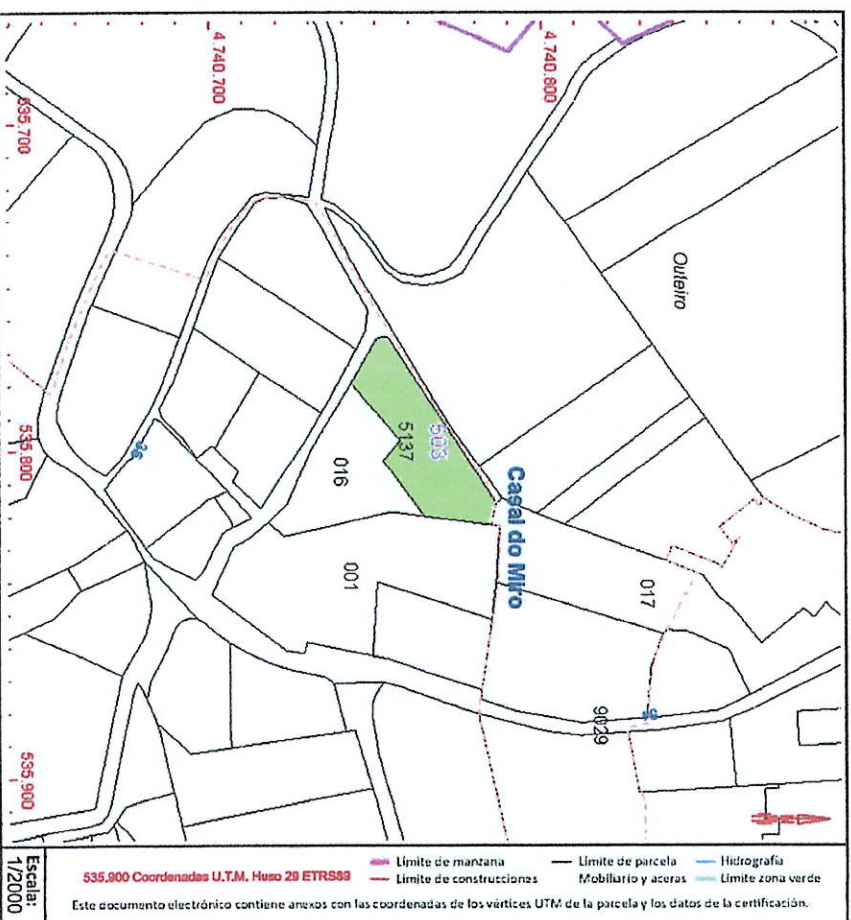 4.740.700
4.740.800
535.700
535.800
535.900
Outeiro
Casal do Miro
503
5137
016
001
017
9029
Escala:
1/2000
535.900 Coordenadas U.T.M. Huso 29 ETRS89
Límite de manzana
Límite de parcela
Hidrografía
Límite de construcciones
Mobiliario y aceras
Límite zona verde
Este documento electrónico contiene anexos con las coordenadas de los vértices UTM de la parcela y los datos de la certificación.